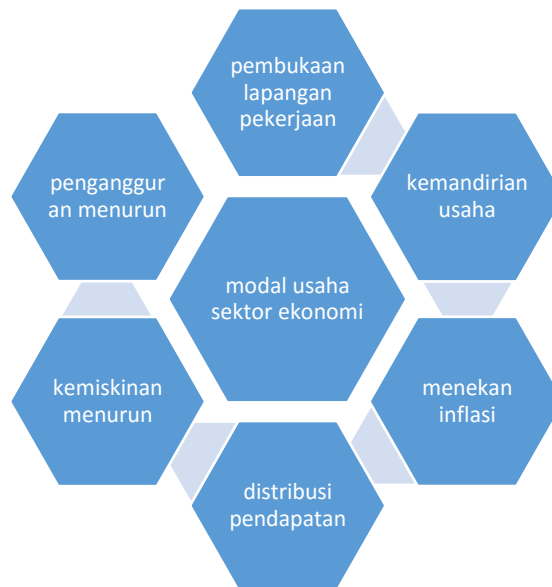 pembukaan
lapangan
pekerjaan
kemandirian
usaha
menekan
inflasi
distribusi
pendapatan
kemiskinan
menurun
penganggur
an menurun
modal usaha
sektor ekonomi